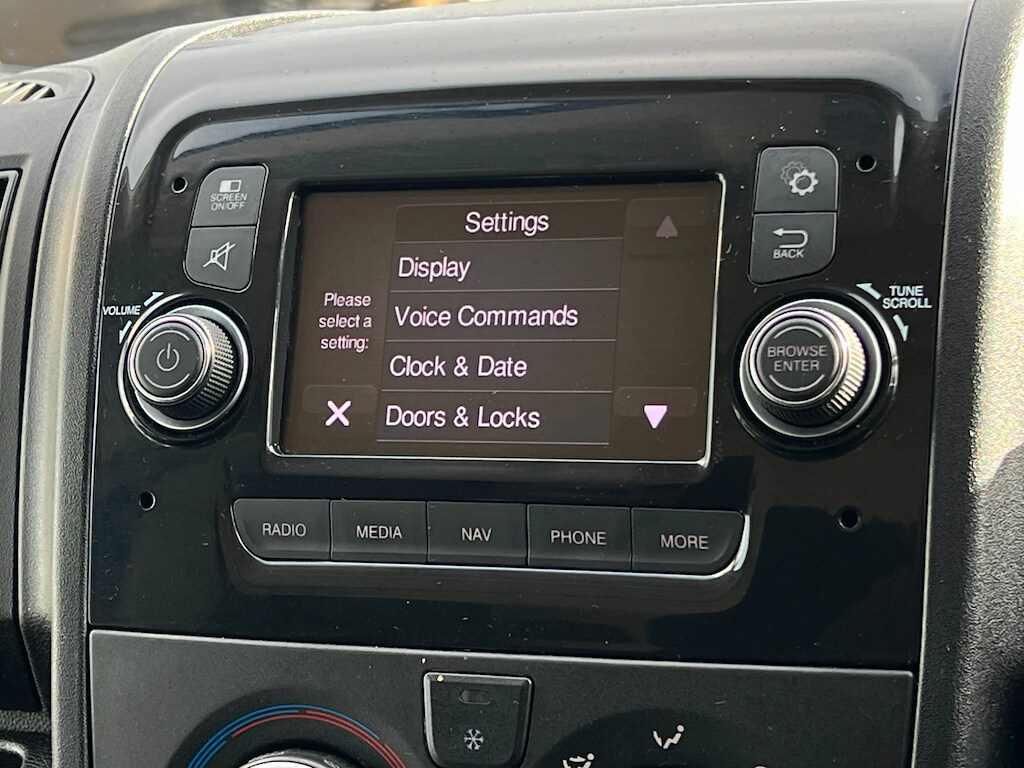 SCREEN
ON/OFF
Settings
Display
Voice Commands
Clock & Date
Doors & Locks
Please
select a
setting:
BACK
VOLUME
TUNE
SCROLL
BROWSE
ENTER
RADIO
MEDIA
NAV
PHONE
MORE